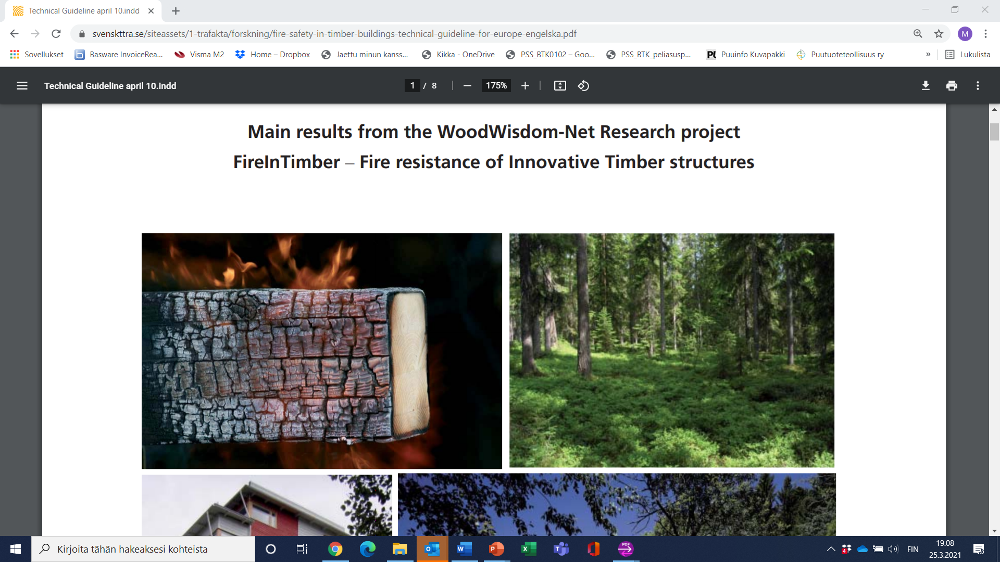 Technical Guideline april 10.indd
svenskttra.se/siteassets/1-trafakta/forskning/fire-safety-in-timber-buildings-technical-guideline-for-europe-engelska.pdf
M
Sovellukset
Basware InvoiceRea...
Visma M2
Home – Dropbox
Jaettu minun kanss...
Kikka - OneDrive
PSS_BTK0102 – Goo...
PSS_BTK_peliasusp...
Puuinfo Kuvapakki
Puutuoteteollisuus ry
»
Lukulista
Technical Guideline april 10.indd
1 / 8
175%
Main results from the WoodWisdom-Net Research project
FireInTimber – Fire resistance of Innovative Timber structures
Kirjoita tähän hakeaksesi kohteista
PDF
4
FIN
19.08
25.3.2021